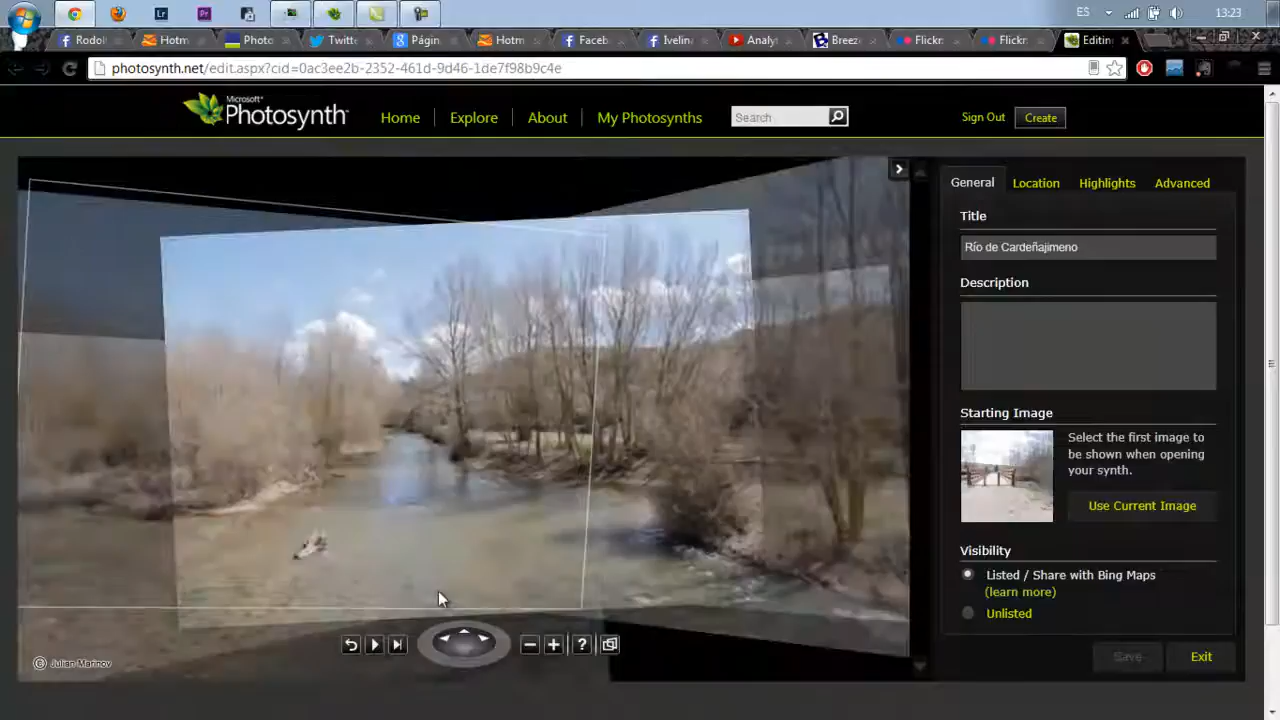 ES
13:23
Rodol
Hotm
Photo
Twitte
Págin
Hotm
Faceb
Ivelin
Analyt
Breeze
Flickr
Flickr
Editin
photosynth.net/edit.aspx?cid=0ac3ee2b-2352-461d-9d46-1de7f98b9c4e
Microsoft®
Photosynth™
Home
Explore
About
My Photosynths
Search
Sign Out
Create
General
Location
Highlights
Advanced
Title
Río de Cardeñajimeno
Description
Starting Image
Select the first image to
be shown when opening
your synth.
Use Current Image
Visibility
Listed / Share with Bing Maps
(learn more)
Unlisted
Save
Exit
© Julian Marinov